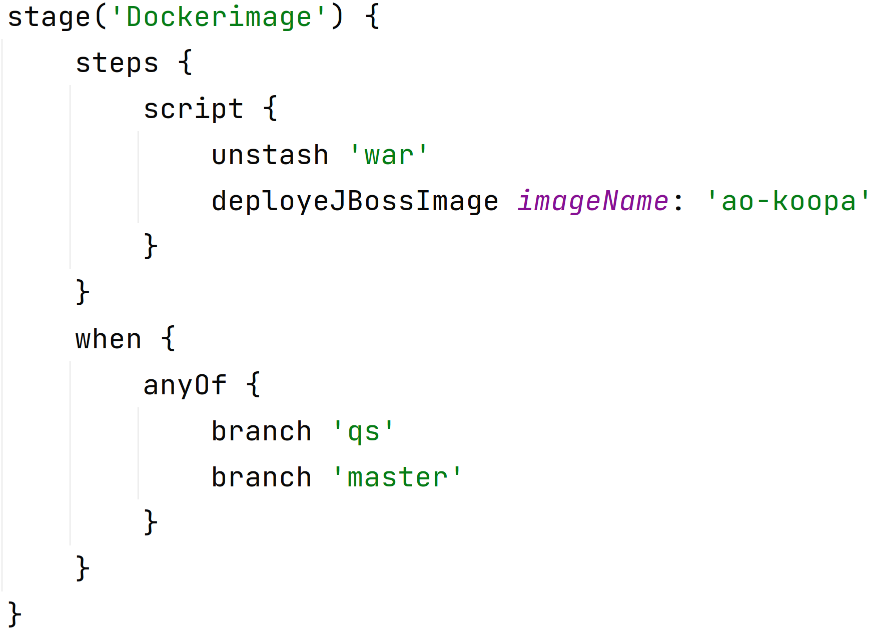 stage('Dockerimage') {
    steps {
        script {
            unstash 'war'
            deployeJBossImage imageName: 'ao-koopa'
        }
    }
    when {
        anyOf {
            branch 'qs'
            branch 'master'
        }
    }
}